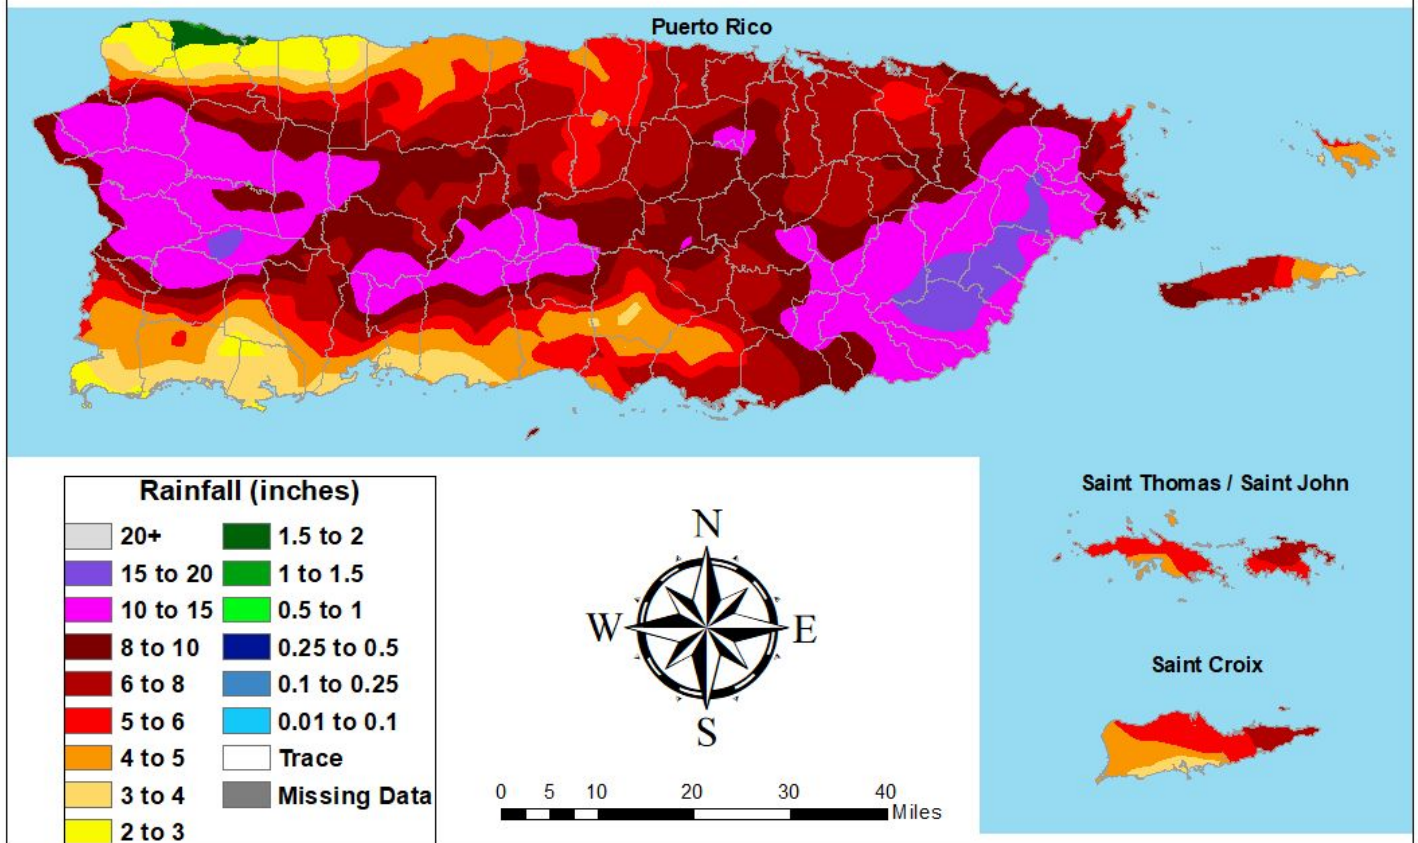 Puerto Rico
Saint Thomas / Saint John
Saint Croix
Rainfall (inches)
20+ 1.5 to 2
15 to 20 1 to 1.5
10 to 15 0.5 to 1
8 to 10 0.25 to 0.5
6 to 8 0.1 to 0.25
5 to 6 0.01 to 0.1
4 to 5 Trace
3 to 4 Missing Data
2 to 3
N
W E
S
0 5 10 20 30 40
Miles